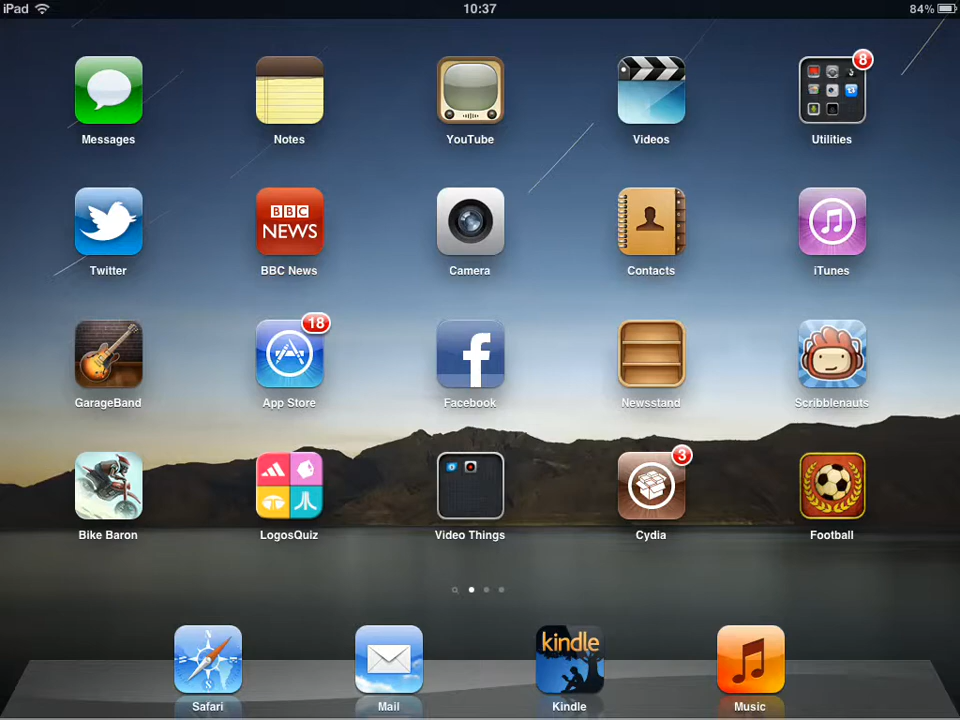 iPad 10:37 84%
8
Messages Notes YouTube Videos Utilities
BBC
NEWS
Twitter BBC News Camera Contacts iTunes
18
GarageBand App Store Facebook Newsstand Scribblenauts
3
Bike Baron LogosQuiz Video Things Cydia Football
N
kindle
S
Safari Mail Kindle Music